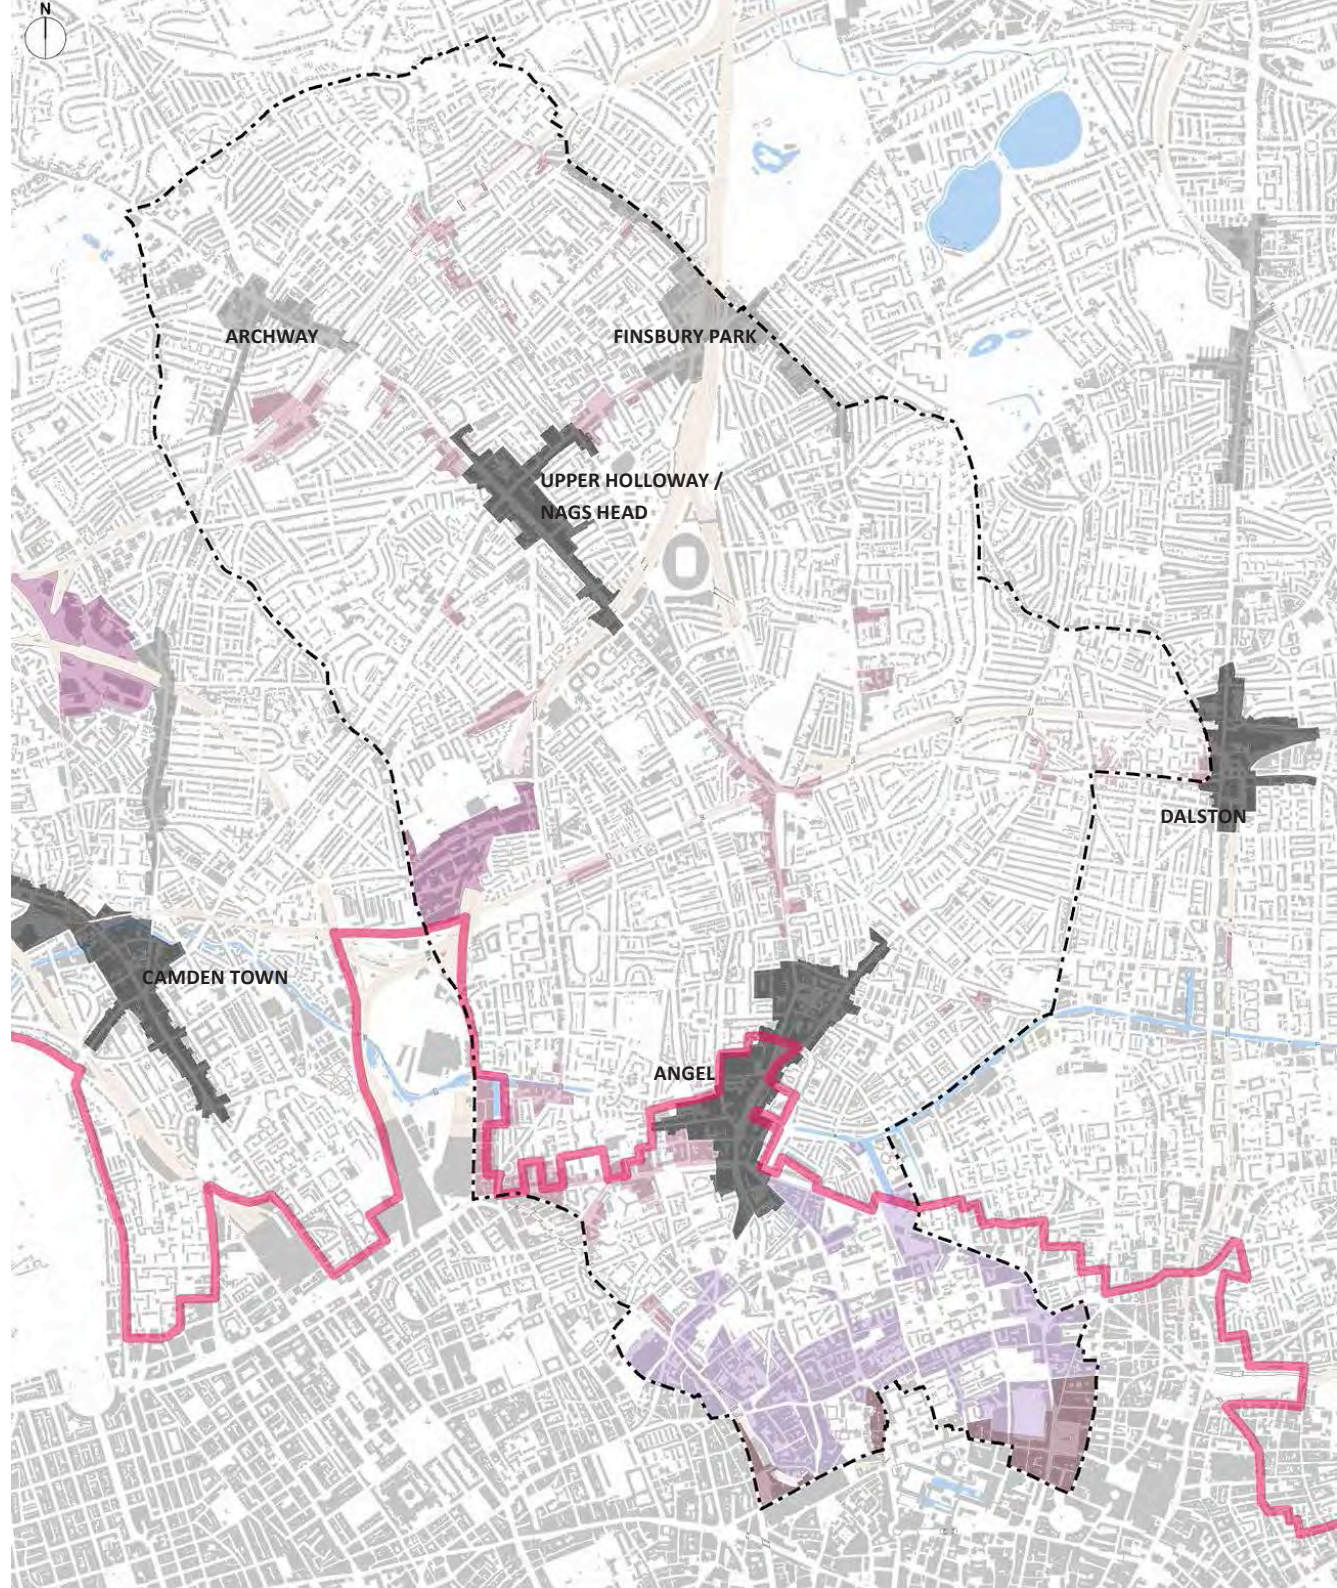 N
ARCHWAY
FINSBURY PARK
UPPER HOLLOWAY /
NAGS HEAD
DALSTON
CAMDEN TOWN
ANGEL